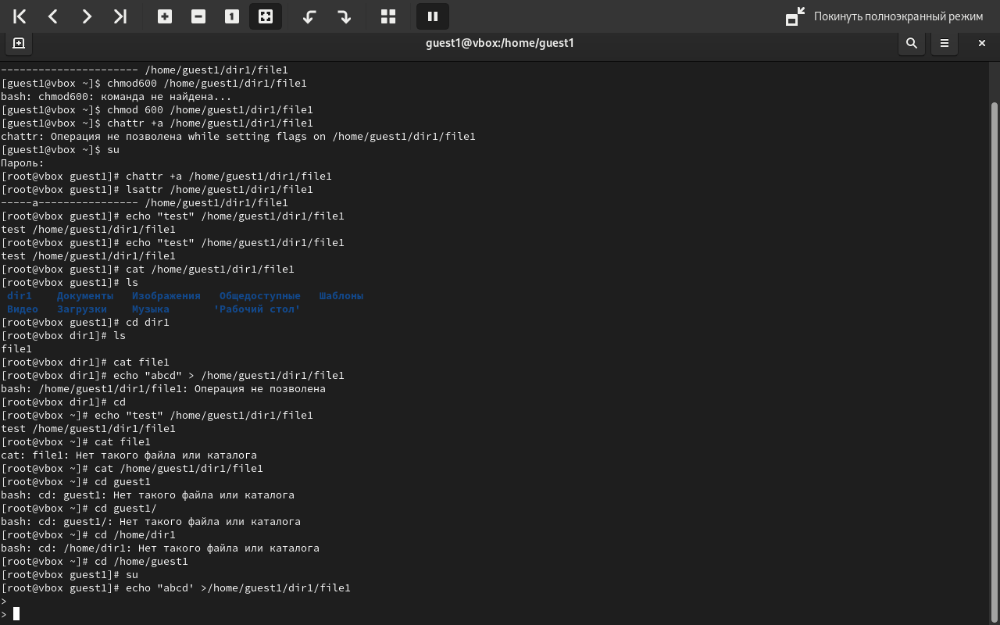 1
Покинуть полноэкранный режим
guest1@vbox:/home/guest1
---------------------- /home/guest1/dir1/file1
[guest1@vbox ~]$ chmod600 /home/guest1/dir1/file1
bash: chmod600: команда не найдена...
[guest1@vbox ~]$ chmod 600 /home/guest1/dir1/file1
[guest1@vbox ~]$ chattr +a /home/guest1/dir1/file1
chattr: Операция не позволена while setting flags on /home/guest1/dir1/file1
[guest1@vbox ~]$ su
Пароль:
[root@vbox guest1]# chattr +a /home/guest1/dir1/file1
[root@vbox guest1]# lsattr /home/guest1/dir1/file1
-----a---------------- /home/guest1/dir1/file1
[root@vbox guest1]# echo "test" /home/guest1/dir1/file1
test /home/guest1/dir1/file1
[root@vbox guest1]# echo "test" /home/guest1/dir1/file1
test /home/guest1/dir1/file1
[root@vbox guest1]# cat /home/guest1/dir1/file1
[root@vbox guest1]# ls
dir1 Документы Изображения Общедоступные Шаблоны
Видео Загрузки Музыка 'Рабочий стол'
[root@vbox guest1]# cd dir1
[root@vbox dir1]# ls
file1
[root@vbox dir1]# cat file1
[root@vbox dir1]# echo "abcd" > /home/guest1/dir1/file1
bash: /home/guest1/dir1/file1: Операция не позволена
[root@vbox dir1]# cd
[root@vbox ~]# echo "test" /home/guest1/dir1/file1
test /home/guest1/dir1/file1
[root@vbox ~]# cat file1
cat: file1: Нет такого файла или каталога
[root@vbox ~]# cat /home/guest1/dir1/file1
[root@vbox ~]# cd guest1
bash: cd: guest1: Нет такого файла или каталога
[root@vbox ~]# cd guest1/
bash: cd: guest1/: Нет такого файла или каталога
[root@vbox ~]# cd /home/dir1
bash: cd: /home/dir1: Нет такого файла или каталога
[root@vbox ~]# cd /home/guest1
[root@vbox guest1]# su
[root@vbox guest1]# echo "abcd' >/home/guest1/dir1/file1
>
>